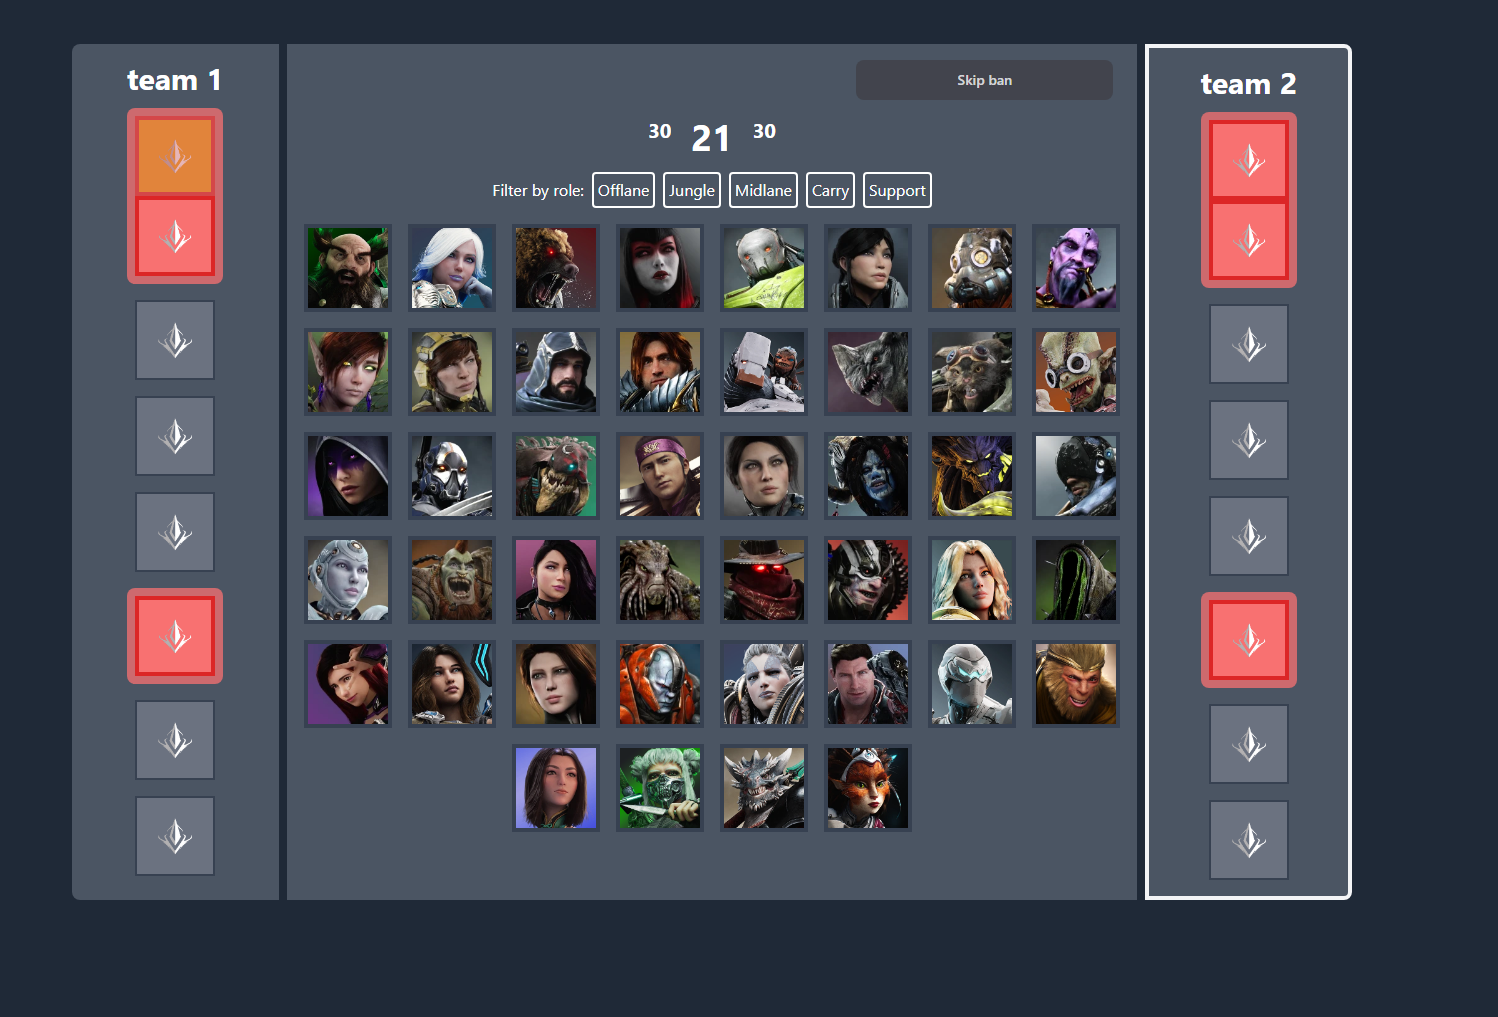 team 1
Skip ban
team 2
30 21 30
Filter by role: Offlane Jungle Midlane Carry Support